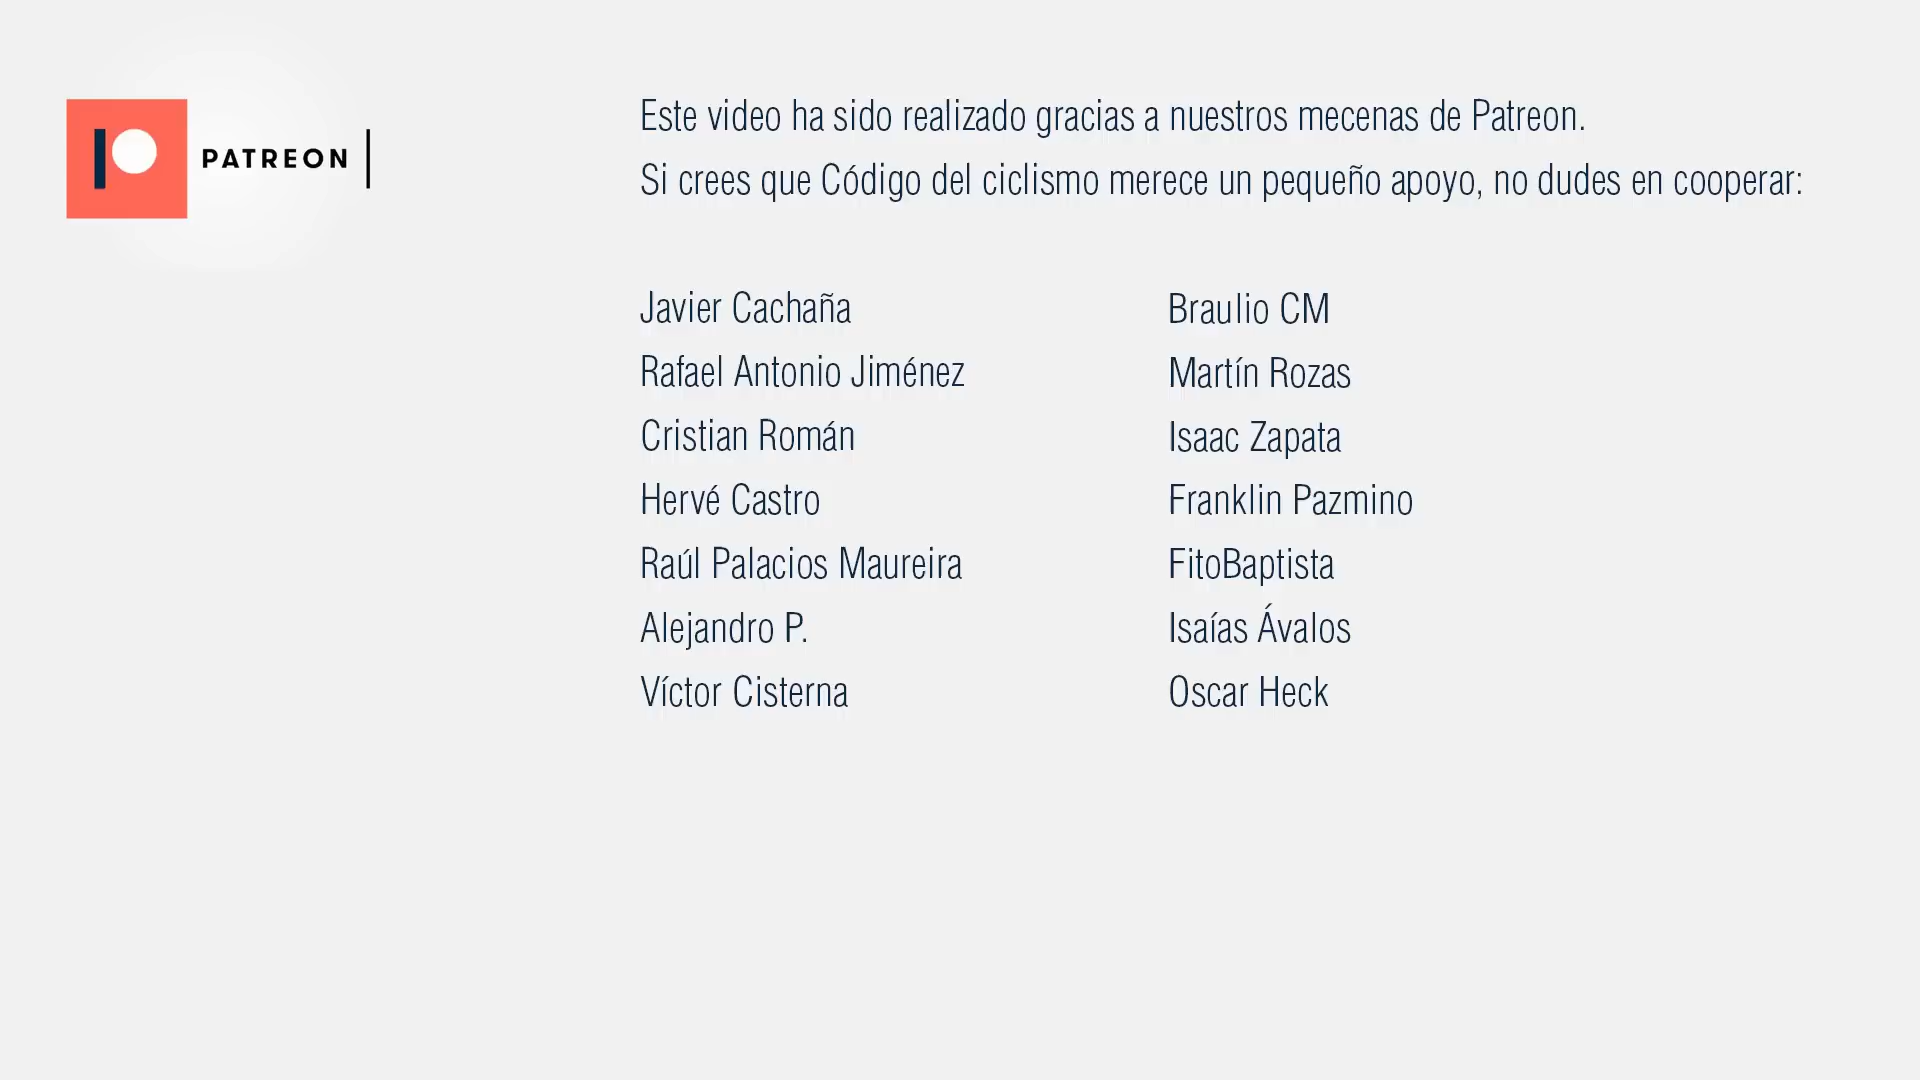 PATREON
Este video ha sido realizado gracias a nuestros mecenas de Patreon.
Si crees que Código del ciclismo merece un pequeño apoyo, no dudes en cooperar:
Javier Cachaña
Rafael Antonio Jiménez
Cristian Román
Hervé Castro
Raúl Palacios Maureira
Alejandro P.
Víctor Cisterna
Braulio CM
Martín Rozas
Isaac Zapata
Franklin Pazmino
FitoBaptista
Isaías Ávalos
Oscar Heck